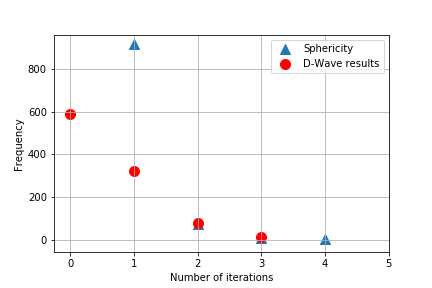 Sphericity
D-Wave results
Frequency
800
600
400
200
0
0 1 2 3 4 5
Number of iterations